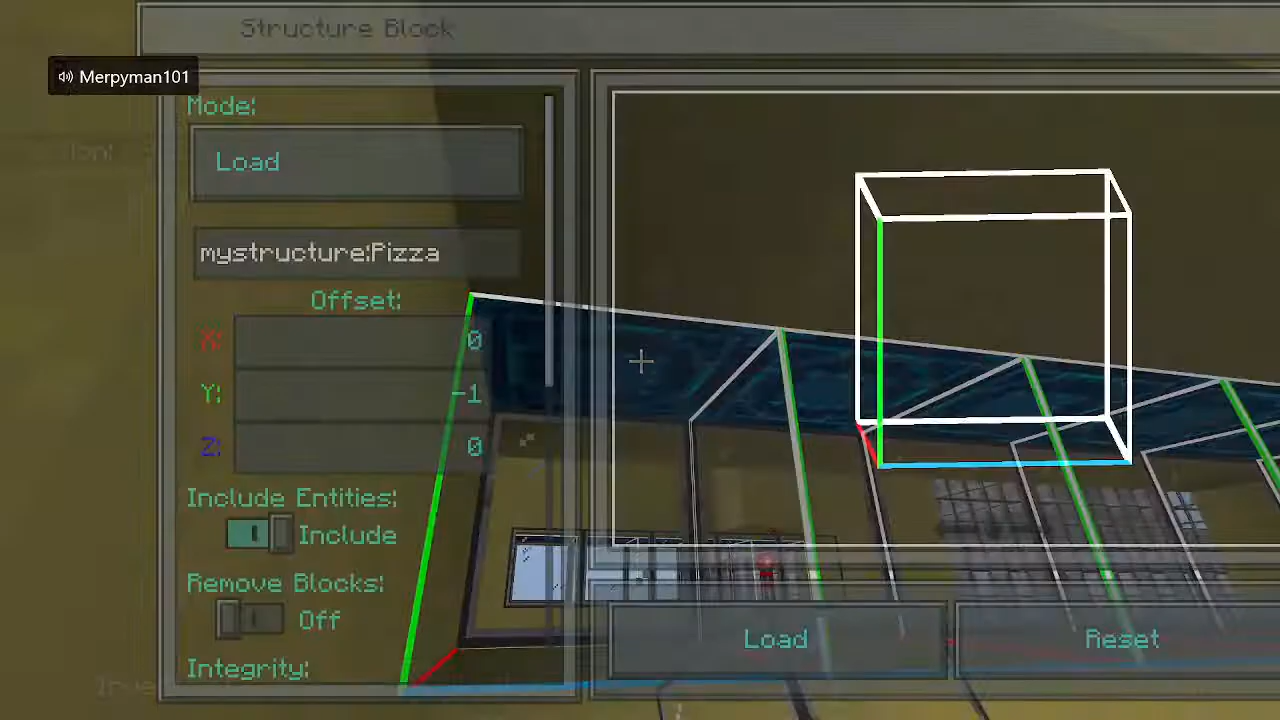 Structure Block
Merpyman101
Mode:
Load
mystructure:Pizza
Offset:
X: 0
Y: -1
Z: 0
Include Entities:
Include
Remove Blocks:
Off
Integrity:
Load
Reset